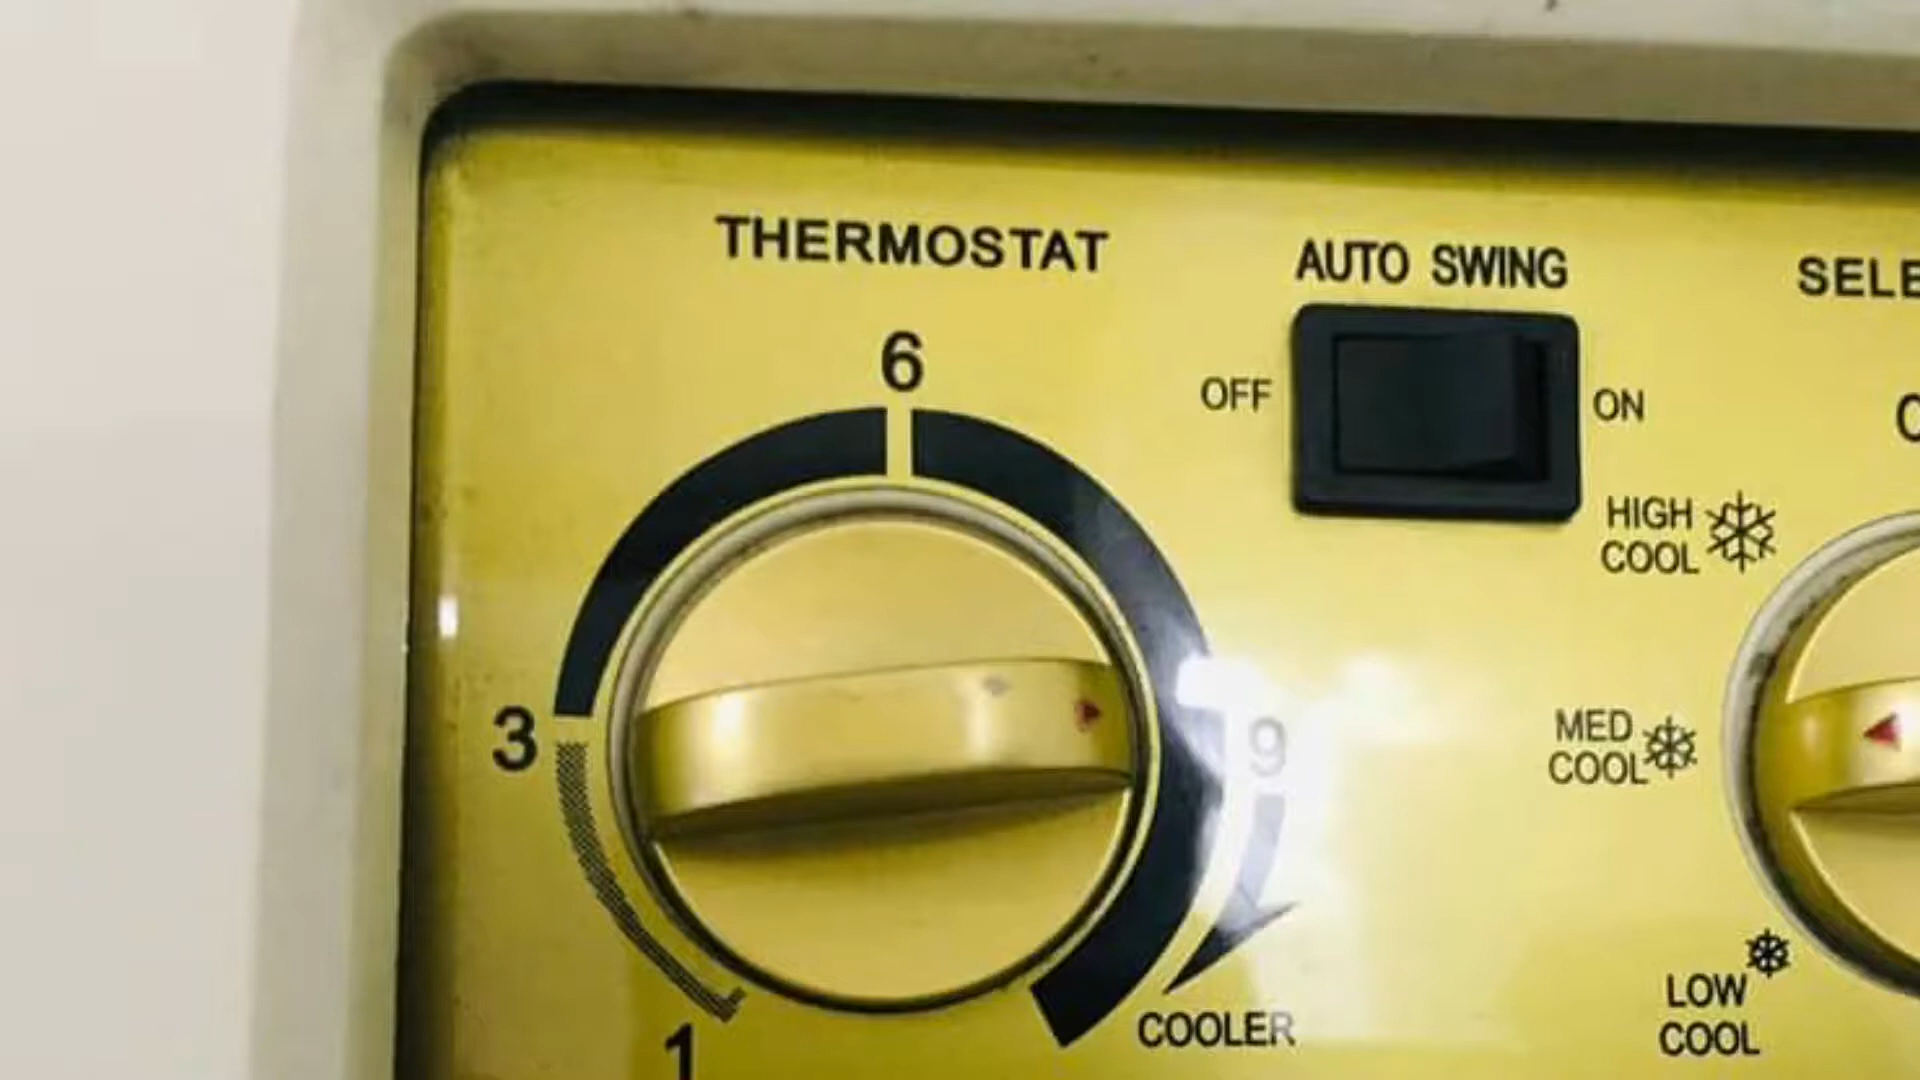 THERMOSTAT
AUTO SWING
6
OFF
ON
HIGH
COOL
3
9
MED
COOL
LOW
COOL
COOLER
1